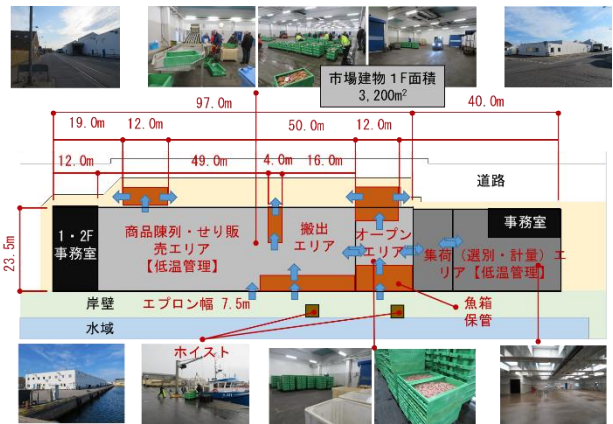 市場建物 1F面積
3,200m²
97.0m
40.0m
19.0m
12.0m
50.0m
12.0m
12.0m
49.0m
4.0m
16.0m
道路
23.5m
1・2F
事務室
商品陳列・せり販
売エリア
【低温管理】
搬出
エリア
オープン
エリア
事務室
集荷（選別・計量）エ
リア【低温管理】
岸壁
エプロン幅 7.5m
魚箱
保管
水域
ホイスト